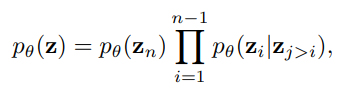 p_θ(𝐳) = p_θ(𝐳_n) ∏_{i=1}^{n−1} p_θ(𝐳_i|𝐳_{j>i}),